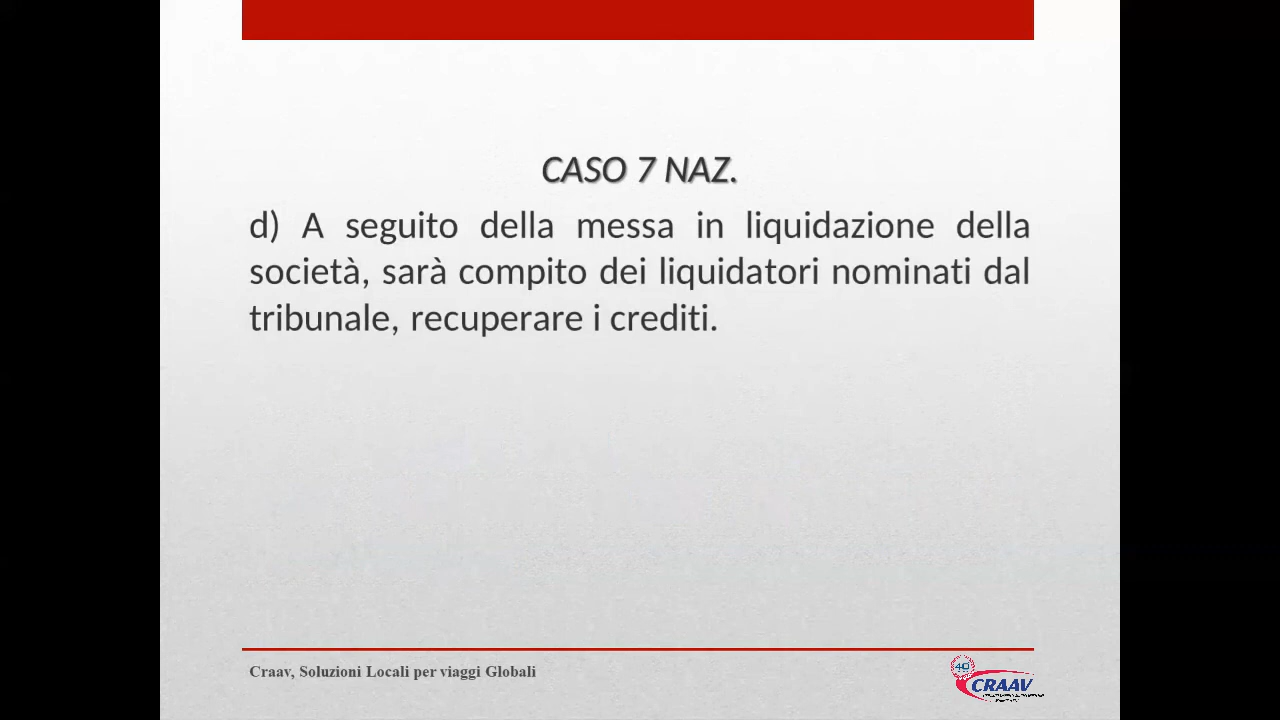 CASO 7 NAZ.
d) A seguito della messa in liquidazione della
società, sarà compito dei liquidatori nominati dal
tribunale, recuperare i crediti.
Craav, Soluzioni Locali per viaggi Globali
40
CRAAV